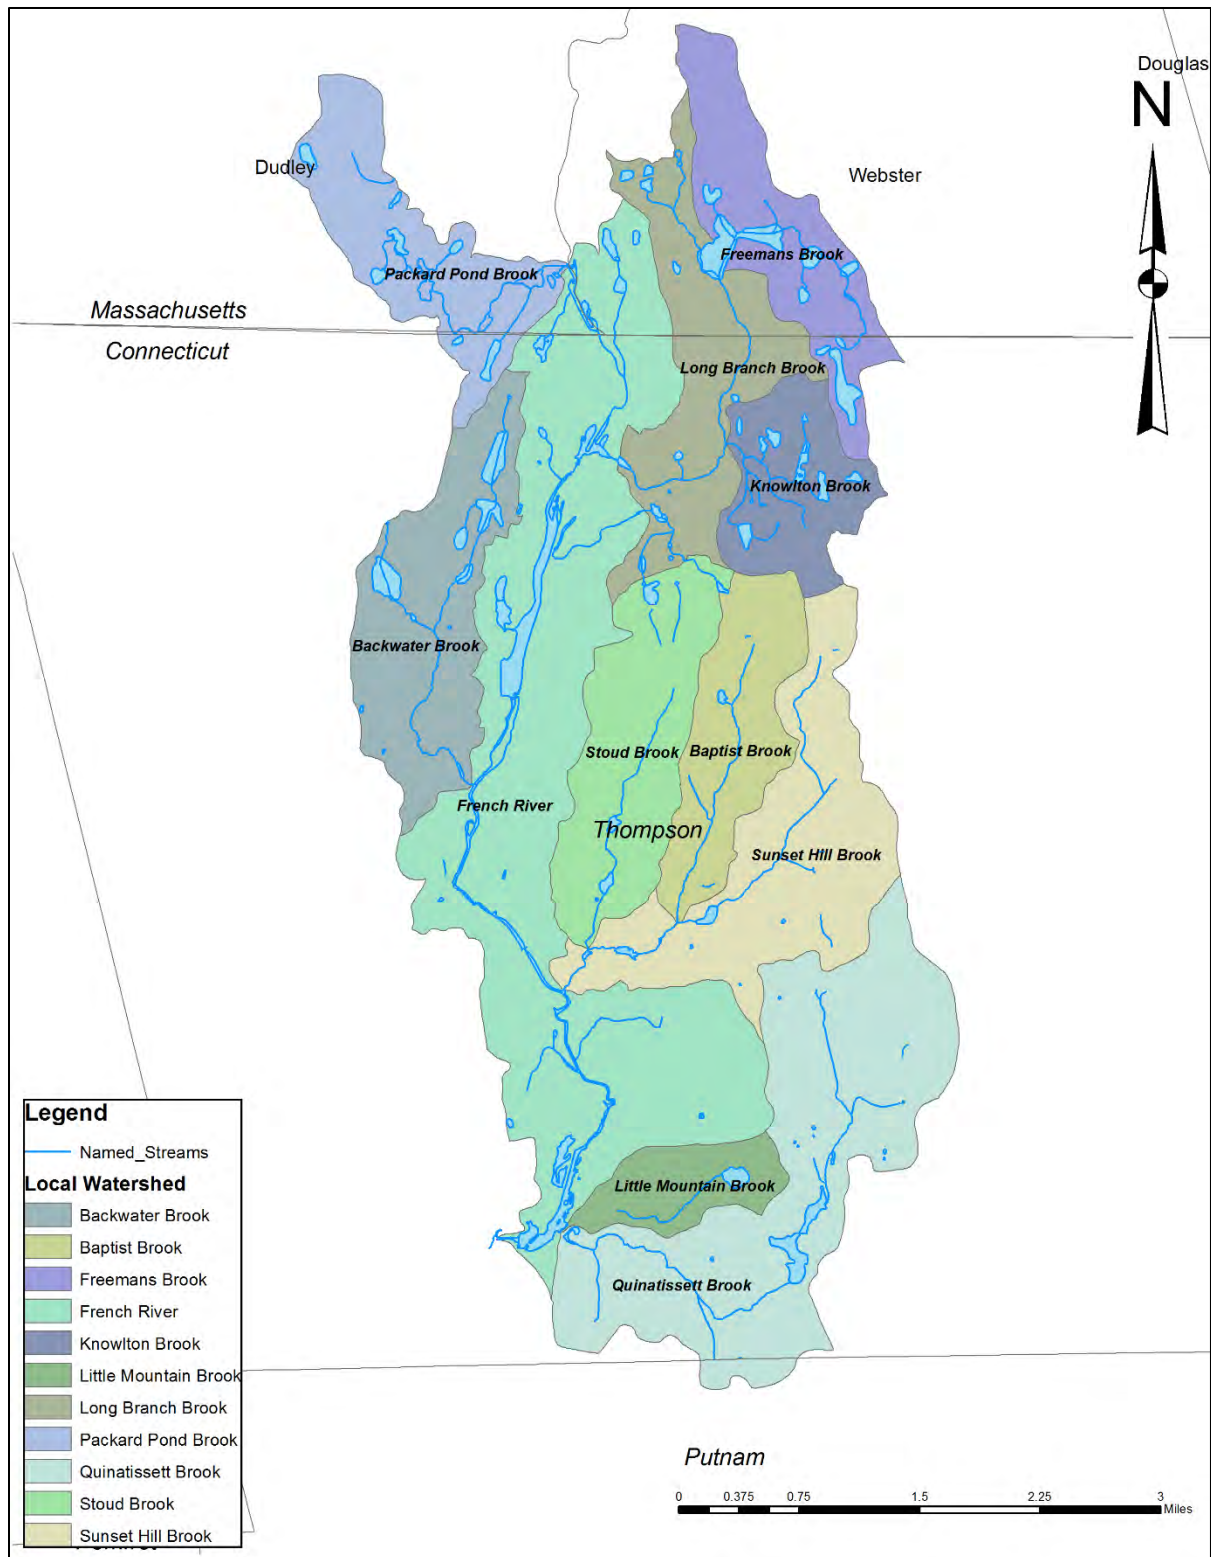 Douglas
N
Dudley
Webster
Freemans Brook
Packard Pond Brook
Massachusetts
Connecticut
Long Branch Brook
Knowlton Brook
Backwater Brook
Stoud Brook
Baptist Brook
French River
Thompson
Sunset Hill Brook
Little Mountain Brook
Quinatissett Brook
Putnam
0 0.375 0.75 1.5 2.25 3
Miles
Legend
Named_Streams
Local Watershed
Backwater Brook
Baptist Brook
Freemans Brook
French River
Knowlton Brook
Little Mountain Brook
Long Branch Brook
Packard Pond Brook
Quinatissett Brook
Stoud Brook
Sunset Hill Brook